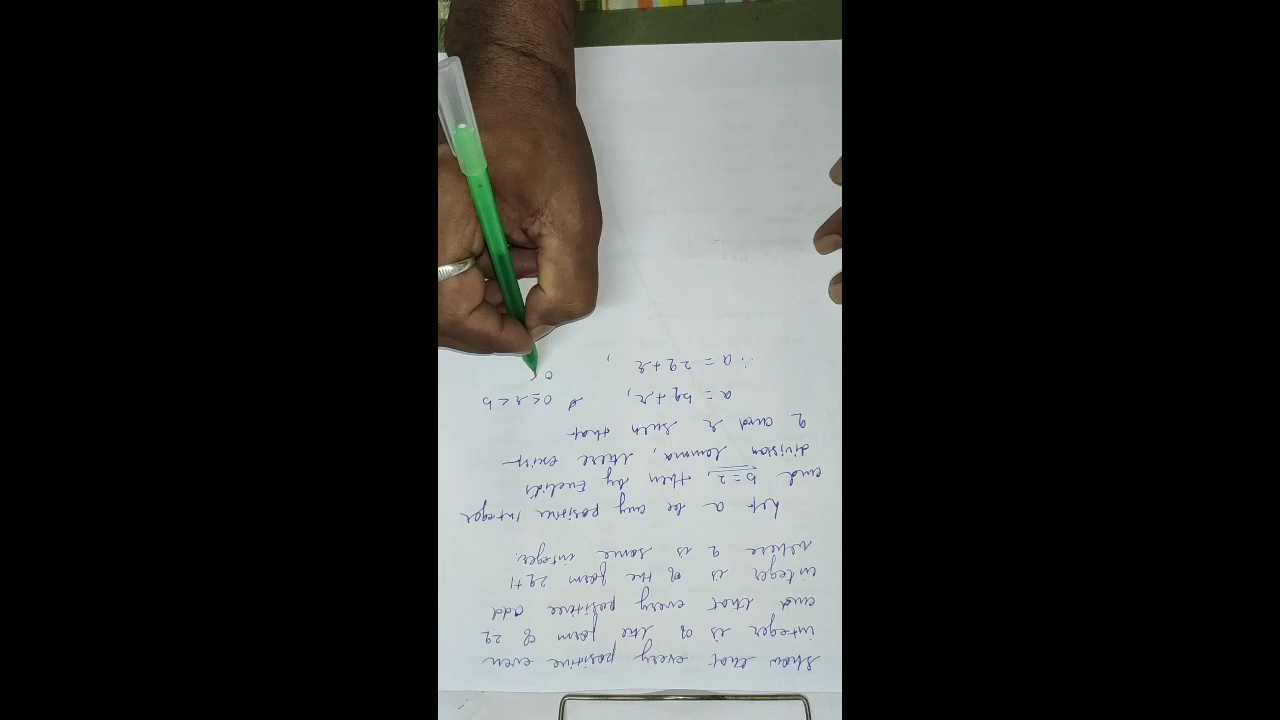 Show that every positive even
integer is of the form of 2q
and that every positive odd
integer is of the form 2q+1
where q is some integer.
Let a be any positive integer
and b=2, then by Euclid's
division lemma, there exist
q and r such that
a = bq+r, 0≤r<b
∴ a = 2q+r, 0